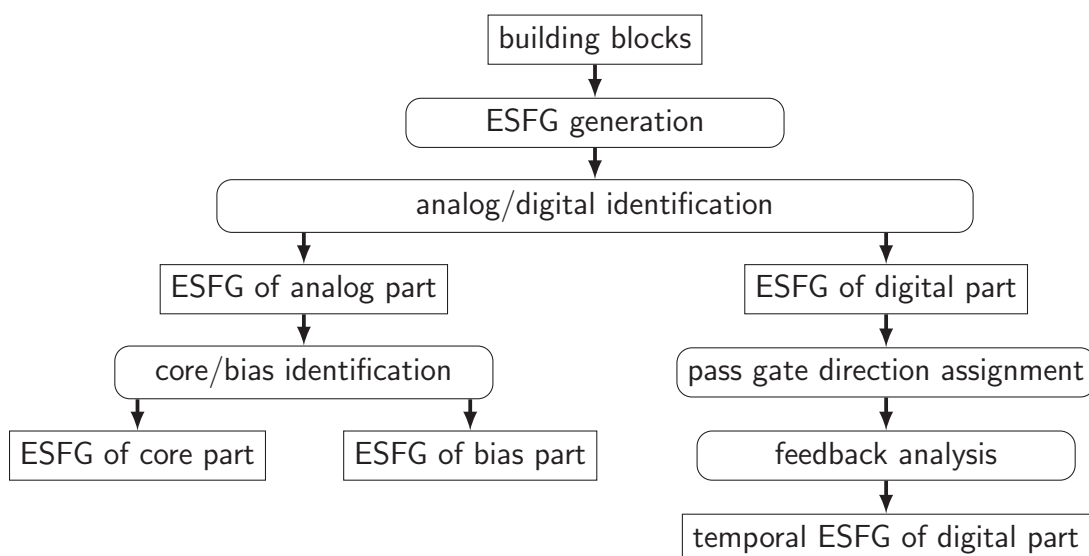 building blocks
ESFG generation
analog/digital identification
ESFG of analog part
ESFG of digital part
core/bias identification
pass gate direction assignment
ESFG of core part
ESFG of bias part
feedback analysis
temporal ESFG of digital part